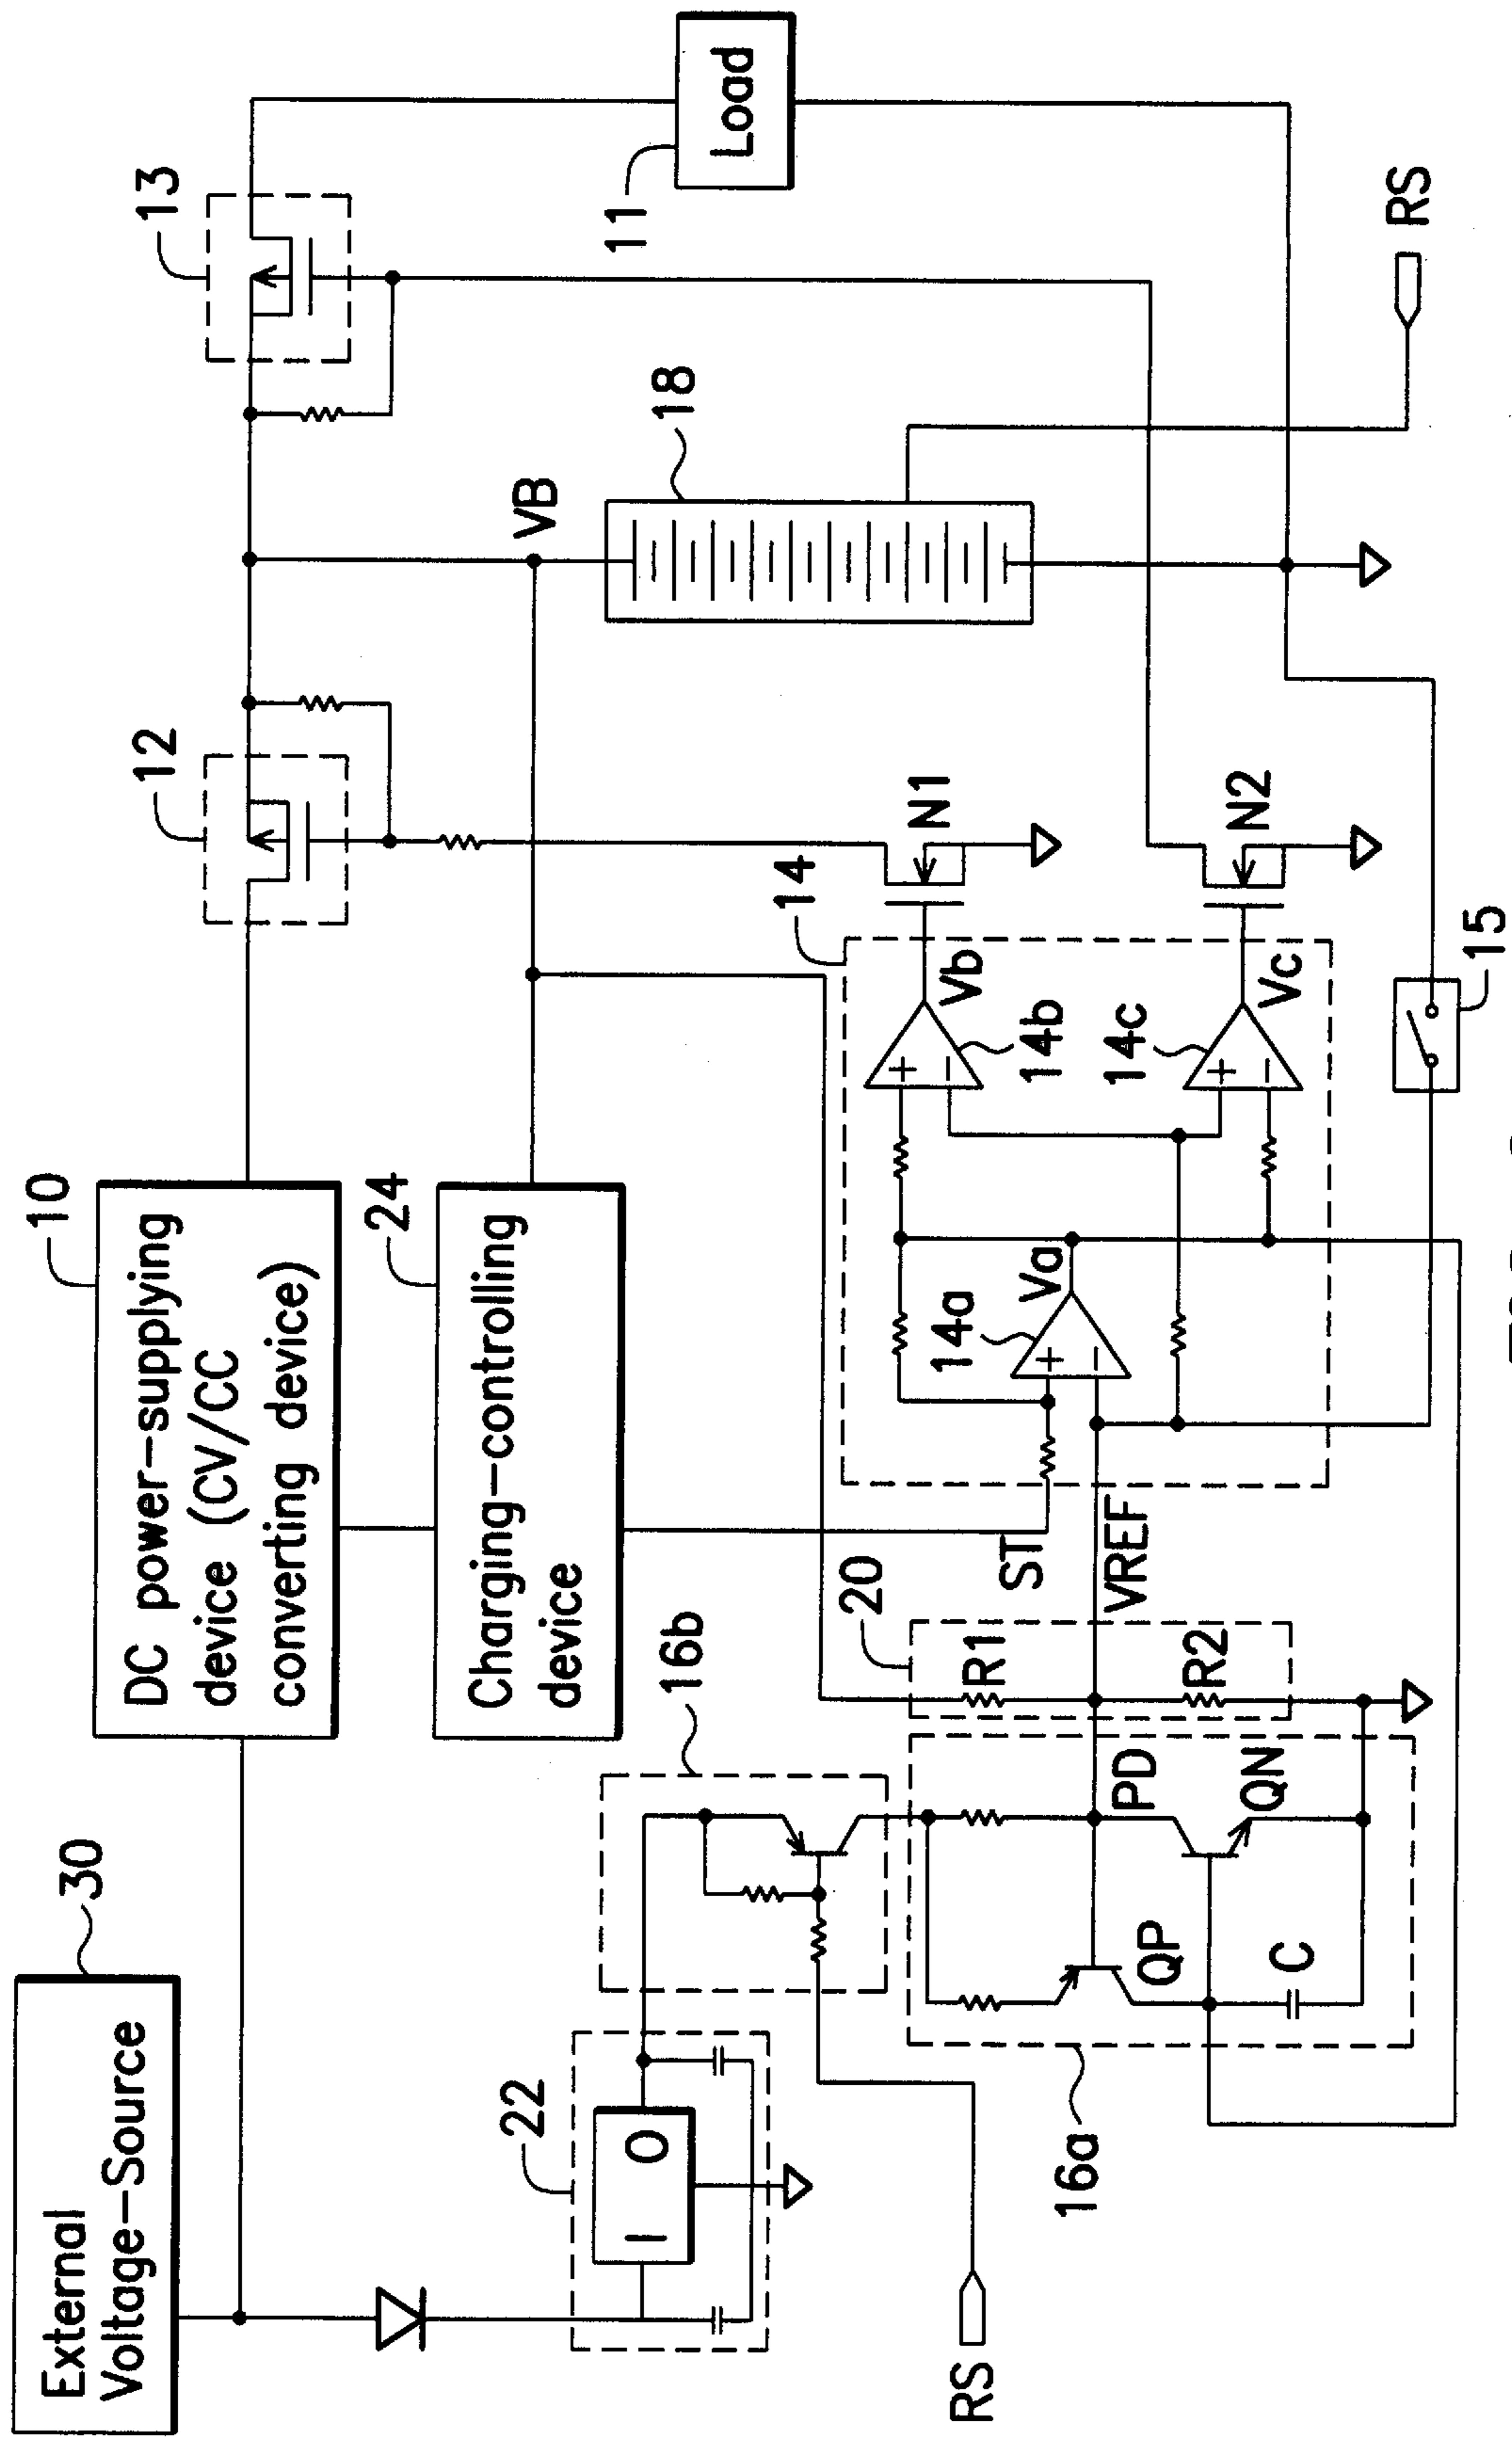 30
External
Voltage-Source
10
DC power-supplying
device (CV/CC
converting device)
12
13
24
Charging-controlling
device
VB
18
11
Load
22
I O
16b
20
R1
R2
ST
VREF
14
14a
Va
+
-
14b
Vb
+
-
14c
Vc
+
-
N1
N2
RS
PD
QN
QP
C
16a
RS
15